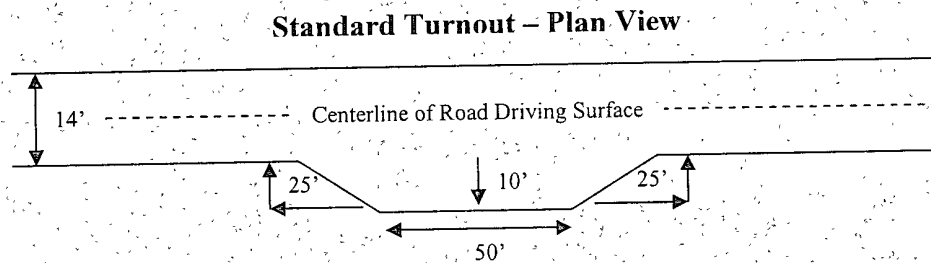 Standard Turnout – Plan View
14' Centerline of Road Driving Surface
25' 10' 25'
50'